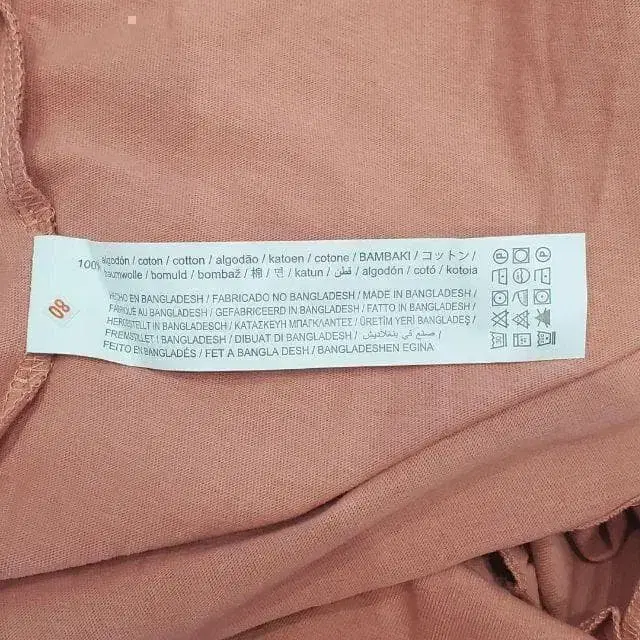 100% algodón / coton / cotton / algodão / katoen / cotone / BAMBAKI / コットン /
baumwolle / bomuld / bombaž / 棉 / 면 / katun / قطن / algodón / cotó / kotoia
HECHO EN BANGLADESH / FABRICADO NO BANGLADESH / MADE IN BANGLADESH /
FABRIQUÉ AU BANGLADESH / GEFABRICEERD IN BANGLADESH / FATTO IN BANGLADESH /
HERGESTELLT IN BANGLADESCH / ΚΑΤΑΣΚΕΥΗ ΜΠΑΓΚΛΑΝΤΕΣ / ÜRETİM YERİ BANGLADEŞ /
FREMSTILLET I BANGLADESH / DIBUAT DI BANGLADESH / صنع في بنغلاديش /
FEITO EN BANGLADÉS / FET A BANGLA DESH / BANGLADESHEN EGINA
08